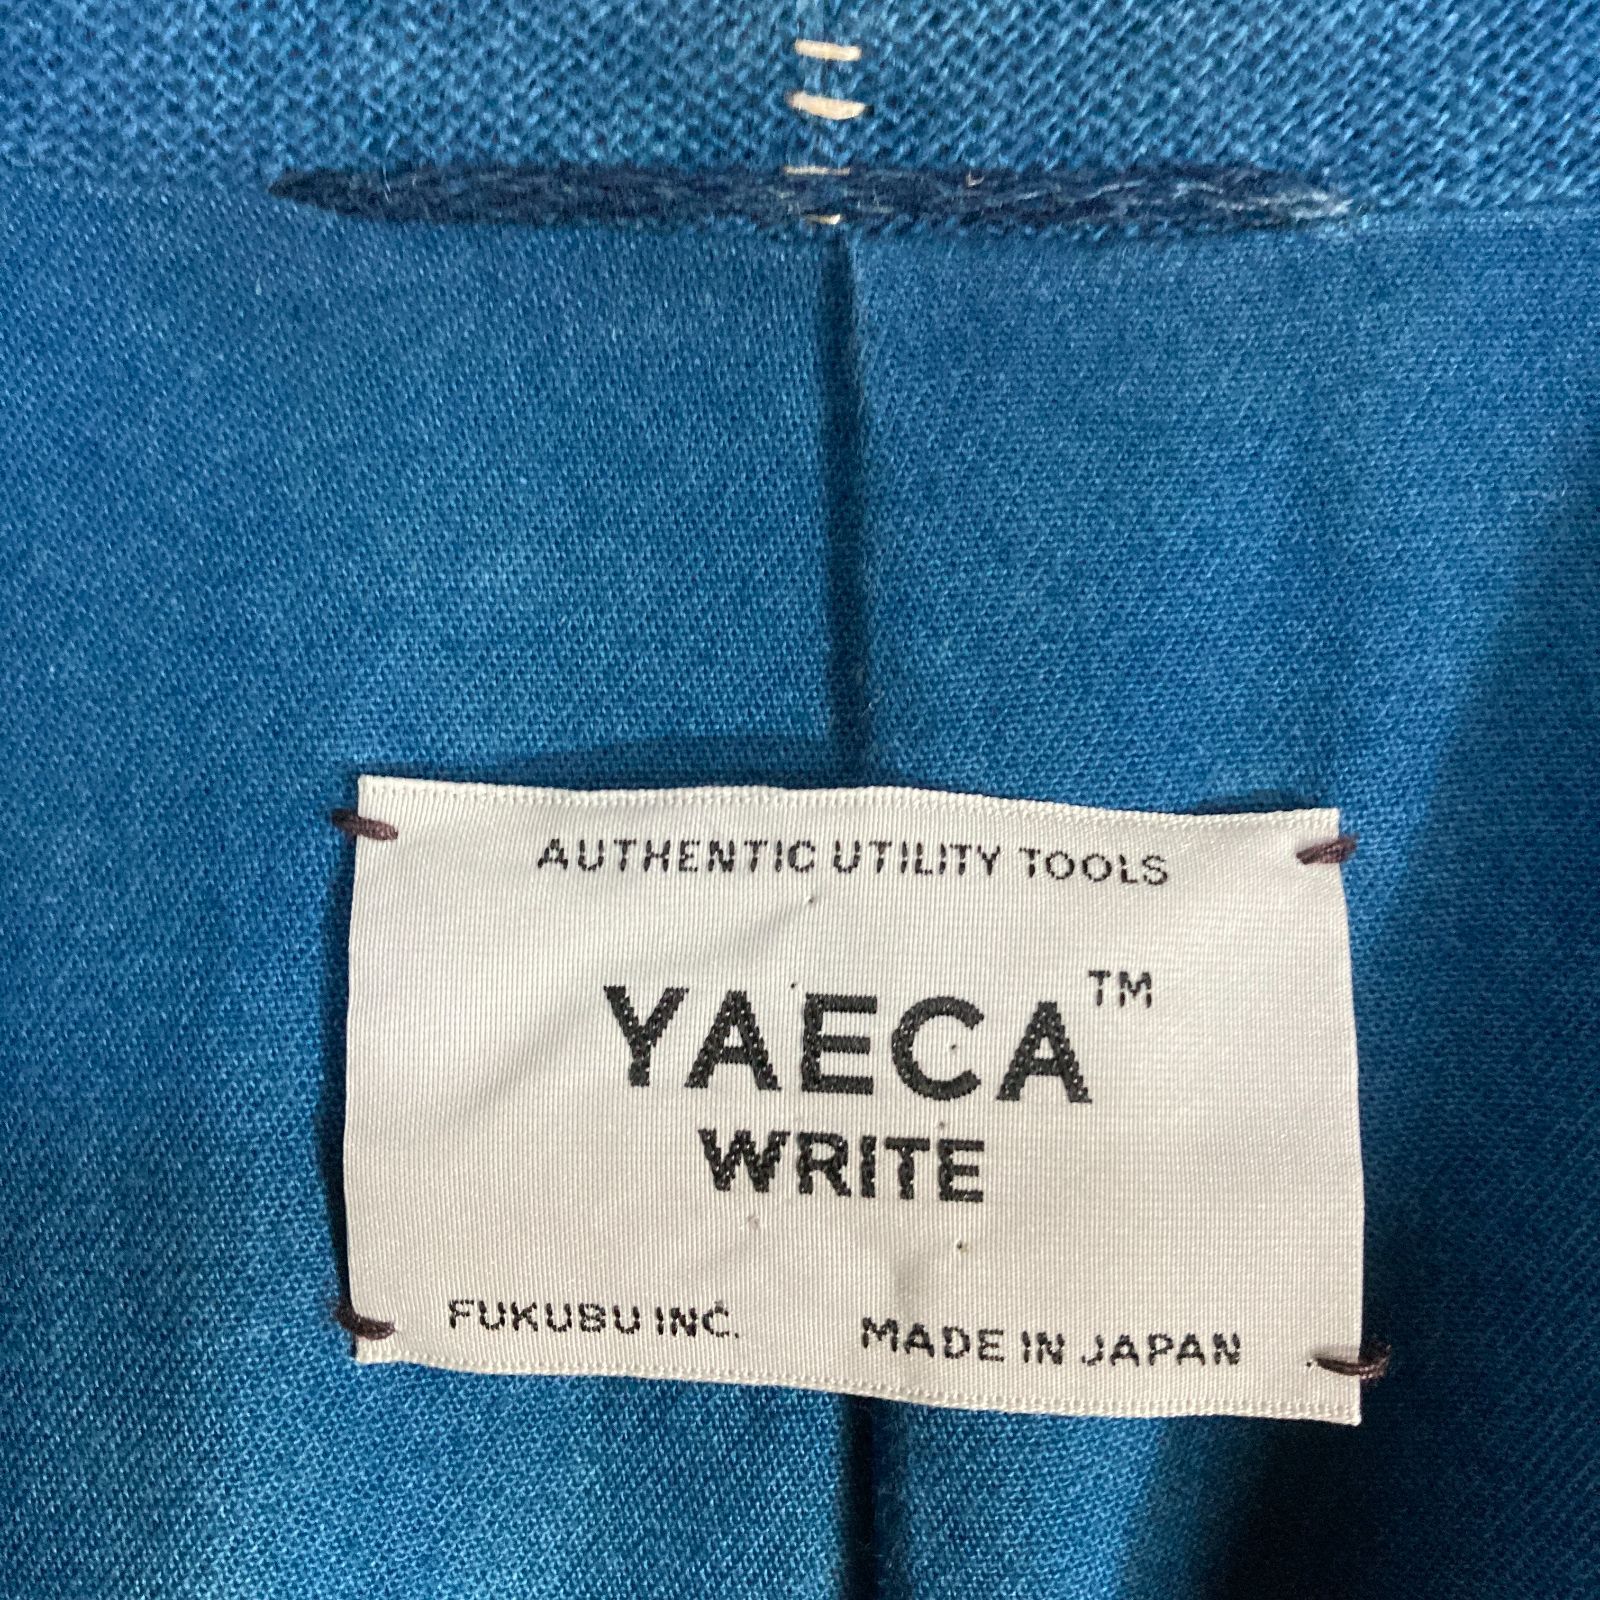 AUTHENTIC UTILITY TOOLS
YAECA™
WRITE
FUKUBU INC. MADE IN JAPAN